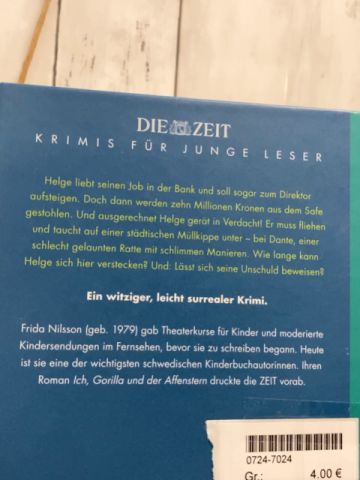 DIE ZEIT
KRIMIS FÜR JUNGE LESER
Helge liebt seinen Job in der Bank und soll sogar zum Direktor
aufsteigen. Doch dann werden zehn Millionen Kronen aus dem Safe
gestohlen. Und ausgerechnet Helge gerät in Verdacht! Er muss fliehen
und taucht auf einer städtischen Müllkippe unter – bei Dante, einer
schlecht gelaunten Ratte mit schlimmen Manieren. Wie lange kann
Helge sich hier verstecken? Und: Lässt sich seine Unschuld beweisen?
Ein witziger, leicht surrealer Krimi.
Frida Nilsson (geb. 1979) gab Theaterkurse für Kinder und moderierte
Kindersendungen im Fernsehen, bevor sie zu schreiben begann. Heute
ist sie eine der wichtigsten schwedischen Kinderbuchautorinnen. Ihren
Roman Ich, Gorilla und der Affenstern druckte die ZEIT vorab.
0724-7024
Gr.: 4.00 €